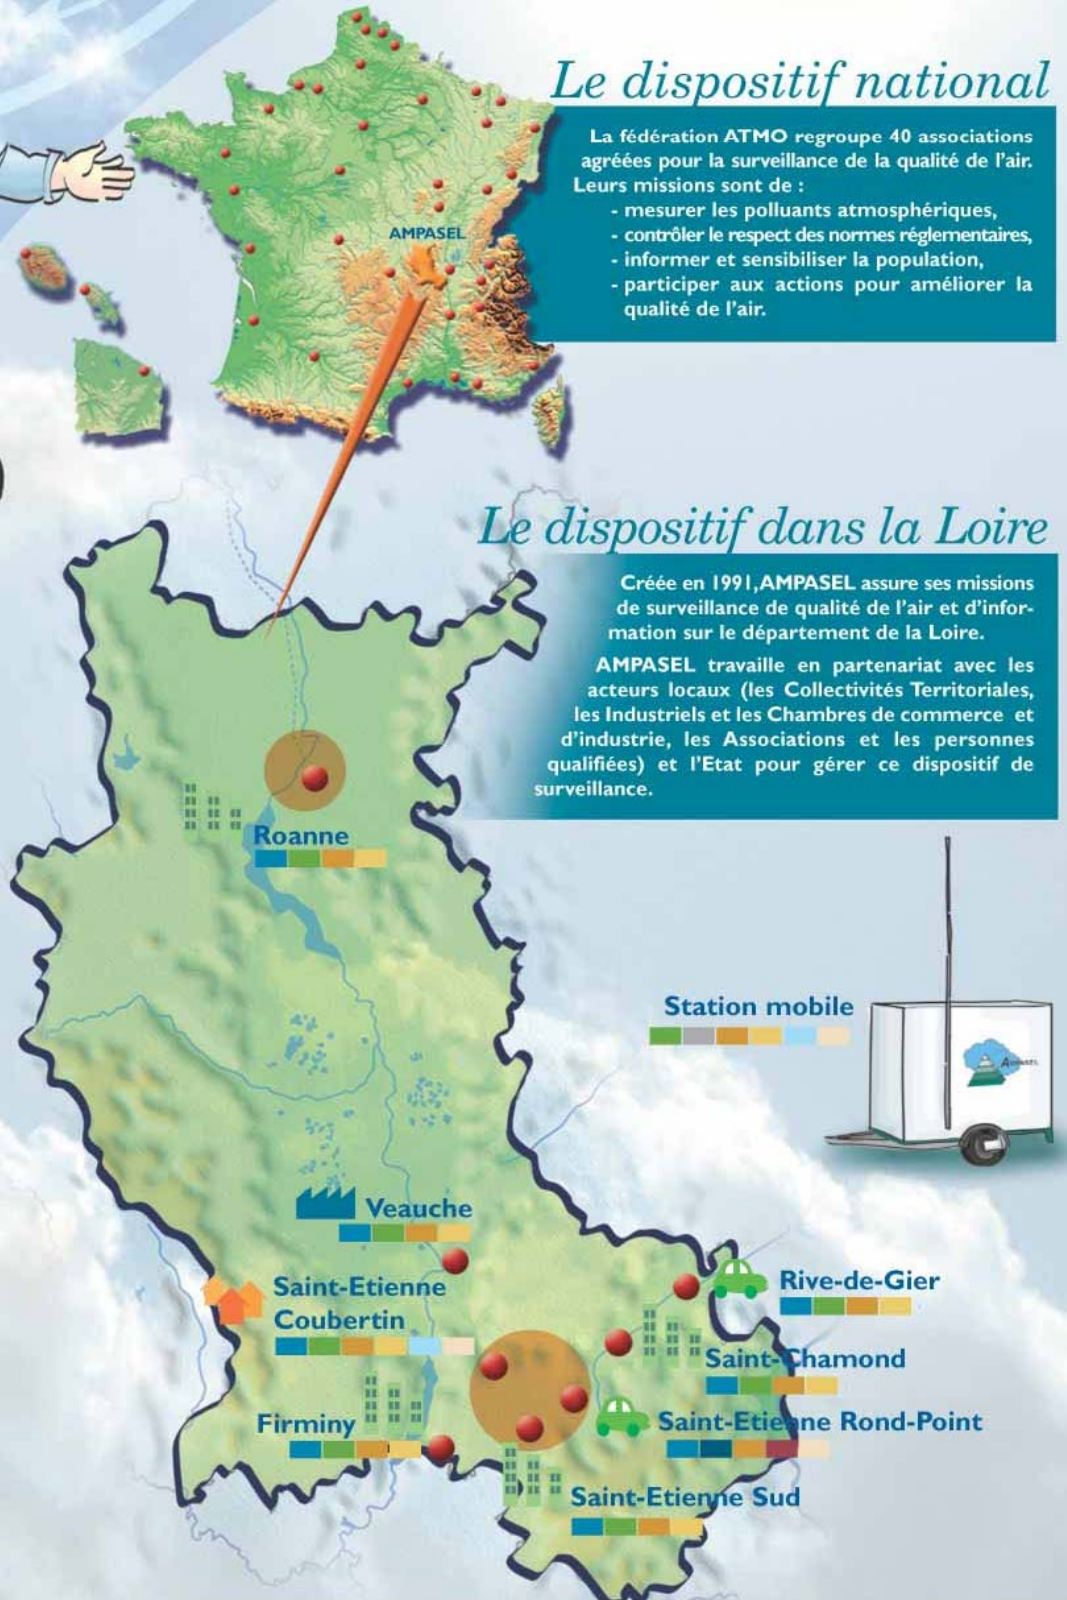 Le dispositif national
La fédération ATMO regroupe 40 associations
agréées pour la surveillance de la qualité de l'air.
Leurs missions sont de :
- mesurer les polluants atmosphériques,
- contrôler le respect des normes réglementaires,
- informer et sensibiliser la population,
- participer aux actions pour améliorer la
qualité de l'air.
AMPASEL
Le dispositif dans la Loire
Créée en 1991, AMPASEL assure ses missions
de surveillance de qualité de l'air et d'infor-
mation sur le département de la Loire.
AMPASEL travaille en partenariat avec les
acteurs locaux (les Collectivités Territoriales,
les Industriels et les Chambres de commerce et
d'industrie, les Associations et les personnes
qualifiées) et l'Etat pour gérer ce dispositif de
surveillance.
Roanne
Station mobile
AMPASEL
Veauche
Saint-Etienne
Coubertin
Rive-de-Gier
Saint-Chamond
Firminy
Saint-Etienne Rond-Point
Saint-Etienne Sud